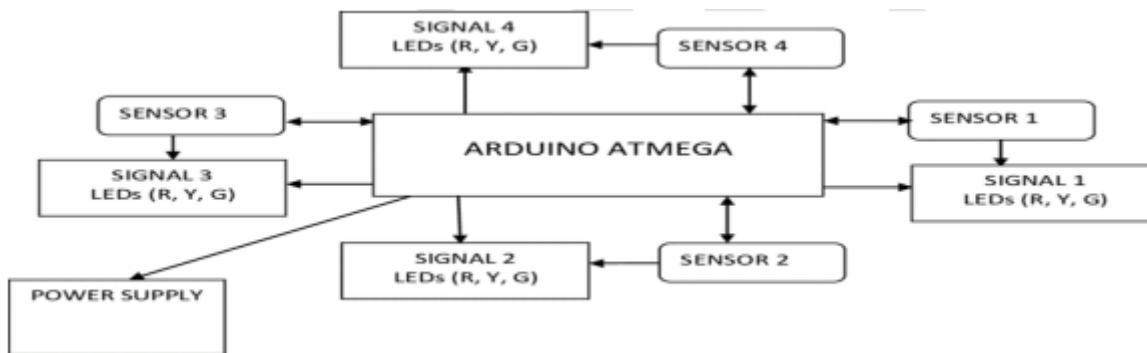 SIGNAL 4
LEDs (R, Y, G)
SENSOR 4
SENSOR 3
SENSOR 1
ARDUINO ATMEGA
SIGNAL 3
LEDs (R, Y, G)
SIGNAL 1
LEDs (R, Y, G)
SIGNAL 2
LEDs (R, Y, G)
SENSOR 2
POWER SUPPLY